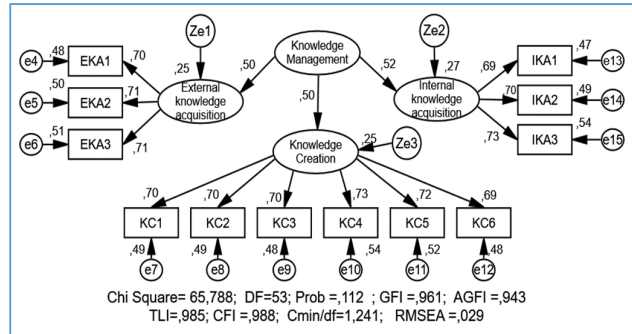 Ze1
Ze2
e4
,48
EKA1
,70
Knowledge
Management
,47
IKA1
e13
,25
,50
,52
,27
,69
e5
,50
EKA2
,71
External
knowledge
acquisition
Internal
knowledge
acquisition
,70
IKA2
,49
e14
,50
e6
,51
EKA3
,71
,73
IKA3
,54
e15
Knowledge
Creation
,25
Ze3
,70
,70
,70
,73
,72
,69
KC1
KC2
KC3
KC4
KC5
KC6
,49
,49
,48
,54
,52
,48
e7
e8
e9
e10
e11
e12
Chi Square= 65,788; DF=53; Prob =,112 ; GFI =,961; AGFI =,943
TLI=,985; CFI =,988; Cmin/df=1,241; RMSEA =,029